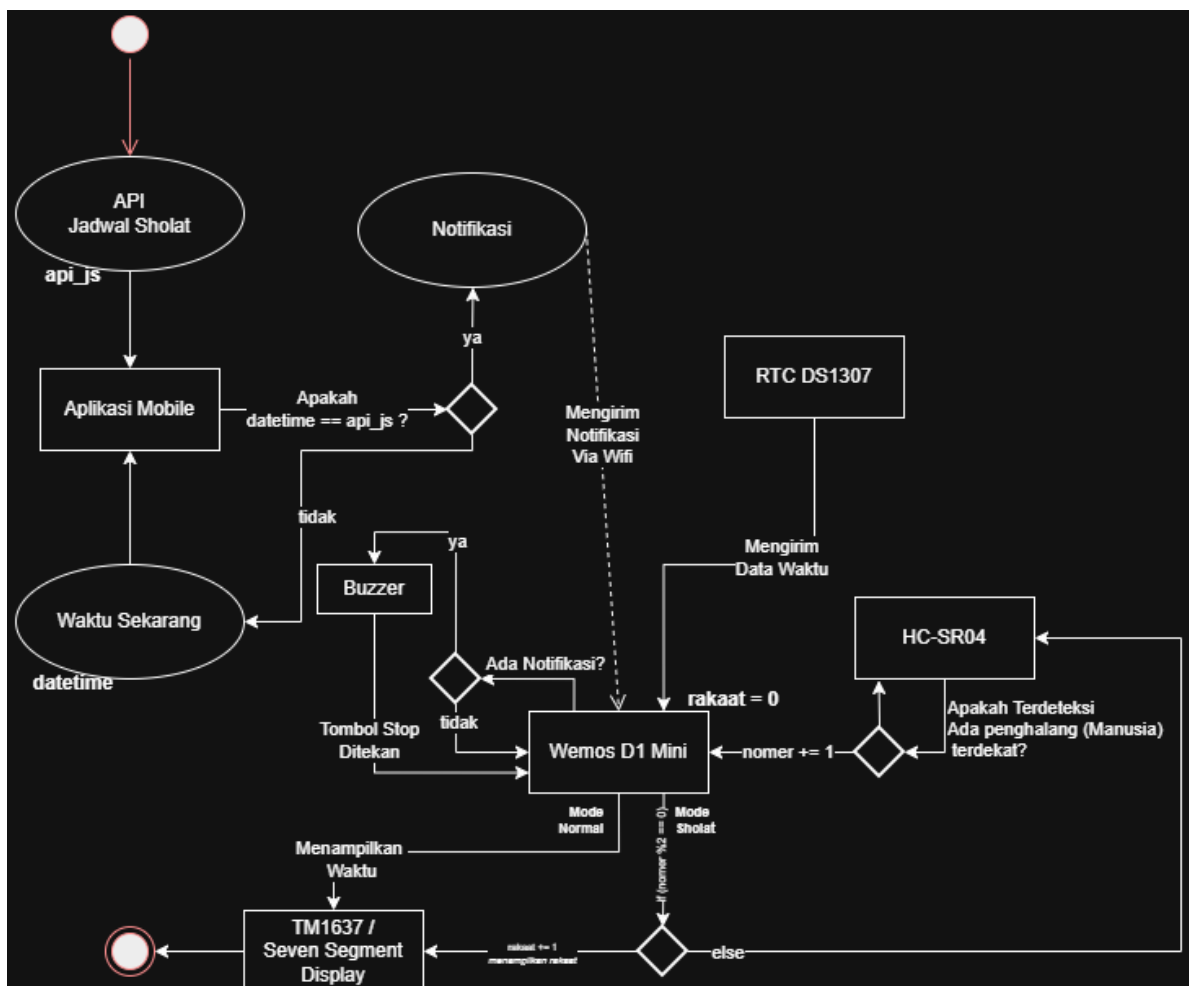 API
Jadwal Sholat
api_js
Notifikasi
ya
RTC DS1307
Aplikasi Mobile
Apakah
datetime == api_js ?
Mengirim
Notifikasi
Via Wifi
tidak
ya
Mengirim
Data Waktu
Buzzer
Waktu Sekarang
datetime
HC-SR04
Ada Notifikasi?
rakaat = 0
Apakah Terdeteksi
Ada penghalang (Manusia)
terdekat?
tidak
Tombol Stop
Ditekan
Wemos D1 Mini
nomer += 1
Mode
Normal
Mode
Sholat
if (nomer %2 == 0)
Menampilkan
Waktu
TM1637 /
Seven Segment
Display
rakaat += 1
menampilkan rakaat
else